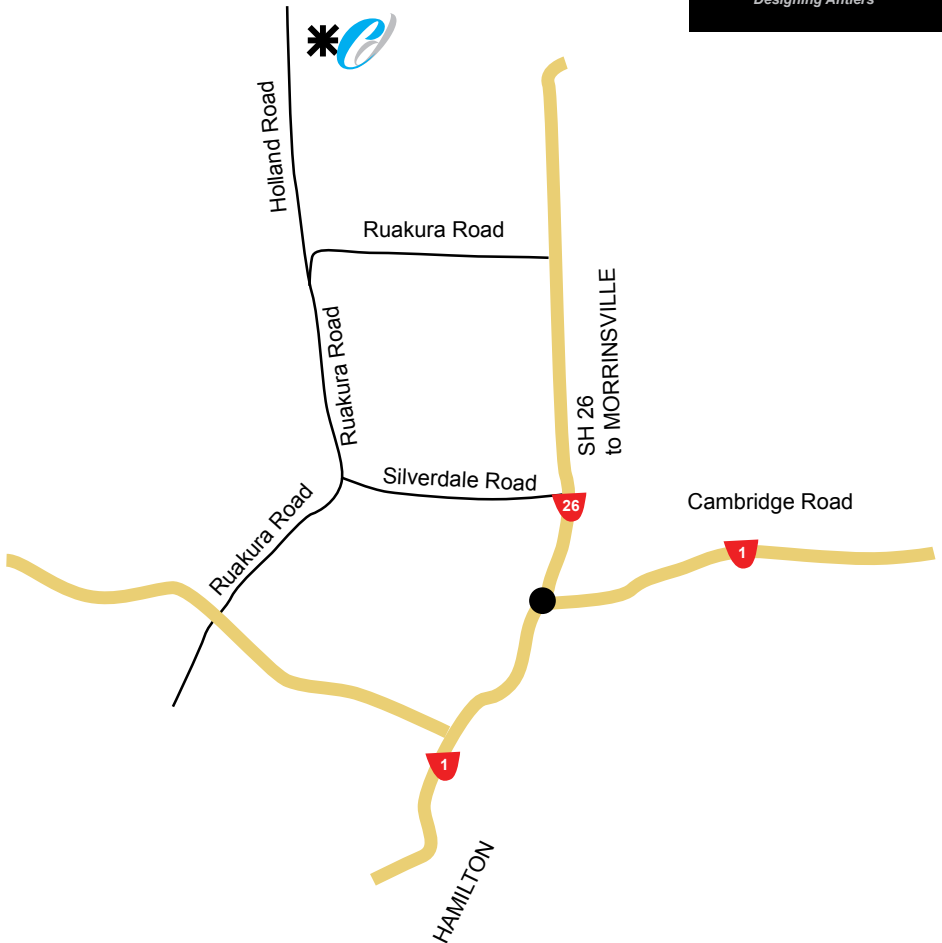 Designing Antlers
Holland Road
Ruakura Road
Ruakura Road
SH 26
to MORRINSVILLE
Silverdale Road
26
Cambridge Road
Ruakura Road
1
1
HAMILTON